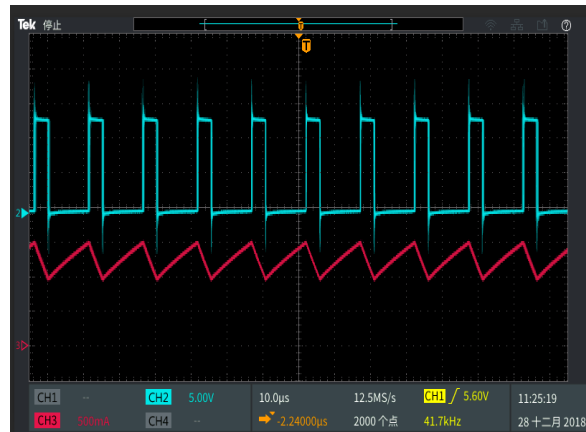 Tek 停止
T
T
2
3
CH1 -- CH2 5.00V 10.0µs 12.5MS/s CH1 5.60V 11:25:19
CH3 500mA CH4 -- -2.24000µs 2000 个点 41.7kHz 28 十二月 2018